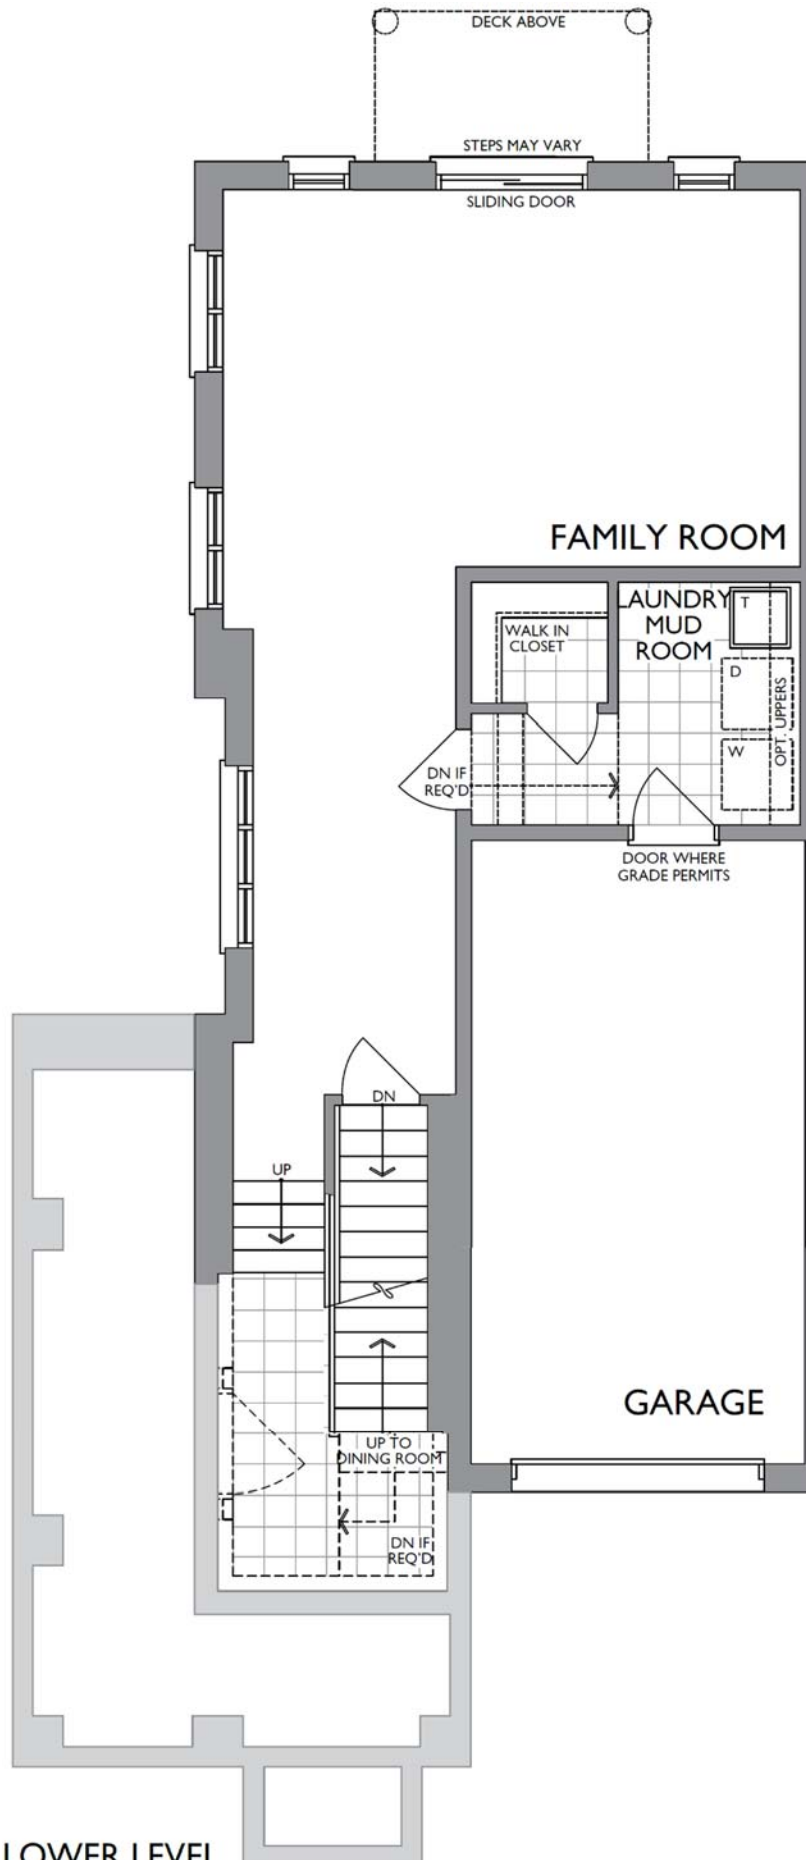 DECK ABOVE
STEPS MAY VARY
SLIDING DOOR
FAMILY ROOM
WALK IN
CLOSET
LAUNDRY
MUD
ROOM
T
D
W
OPT. UPPERS
DN IF
REQ'D
DOOR WHERE
GRADE PERMITS
DN
UP
GARAGE
UP TO
DINING ROOM
DN IF
REQ'D
LOWER LEVEL